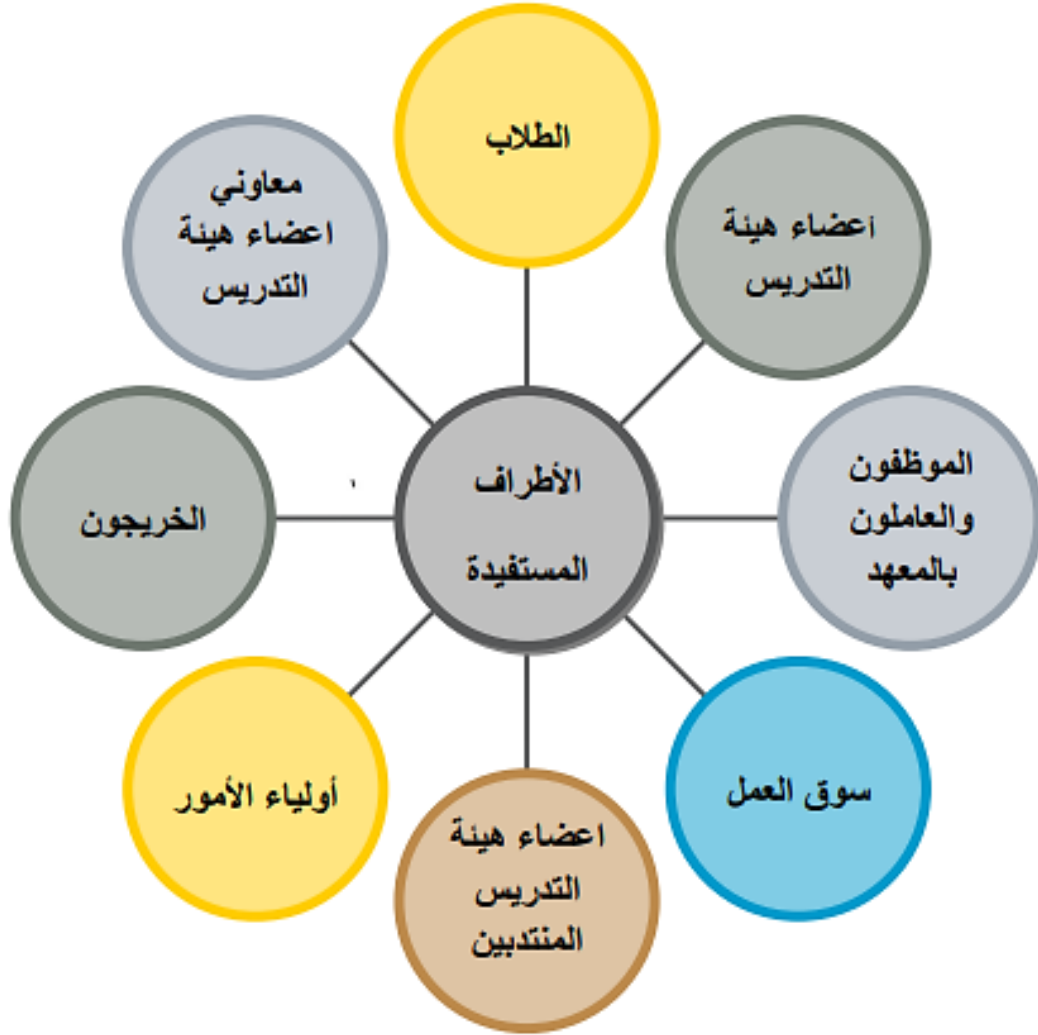 الطلاب
أعضاء هيئة
التدريس
الموظفون
والعاملون
بالمعهد
سوق العمل
اعضاء هيئة
التدريس
المنتدبين
أولياء الأمور
الخريجون
معاوني
اعضاء هيئة
التدريس
الأطراف
المستفيدة